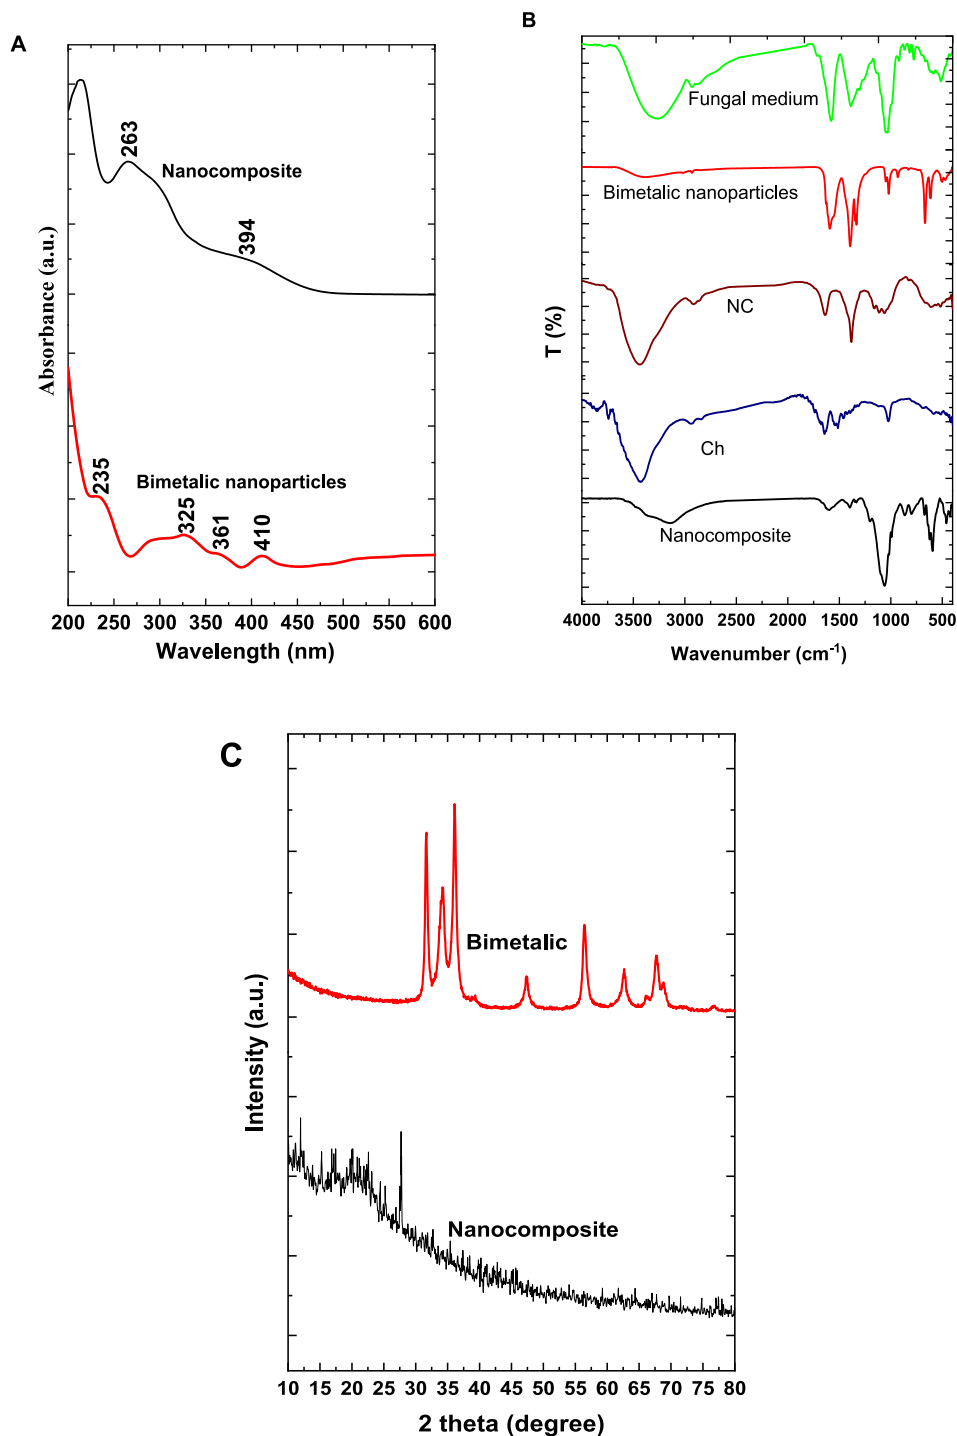 A
Absorbance (a.u.)
263
Nanocomposite
394
235
Bimetalic nanoparticles
325
361
410
200 250 300 350 400 450 500 550 600
Wavelength (nm)
B
T (%)
Fungal medium
Bimetalic nanoparticles
NC
Ch
Nanocomposite
4000 3500 3000 2500 2000 1500 1000 500
Wavenumber (cm⁻¹)
C
Intensity (a.u.)
Bimetalic
Nanocomposite
10 15 20 25 30 35 40 45 50 55 60 65 70 75 80
2 theta (degree)